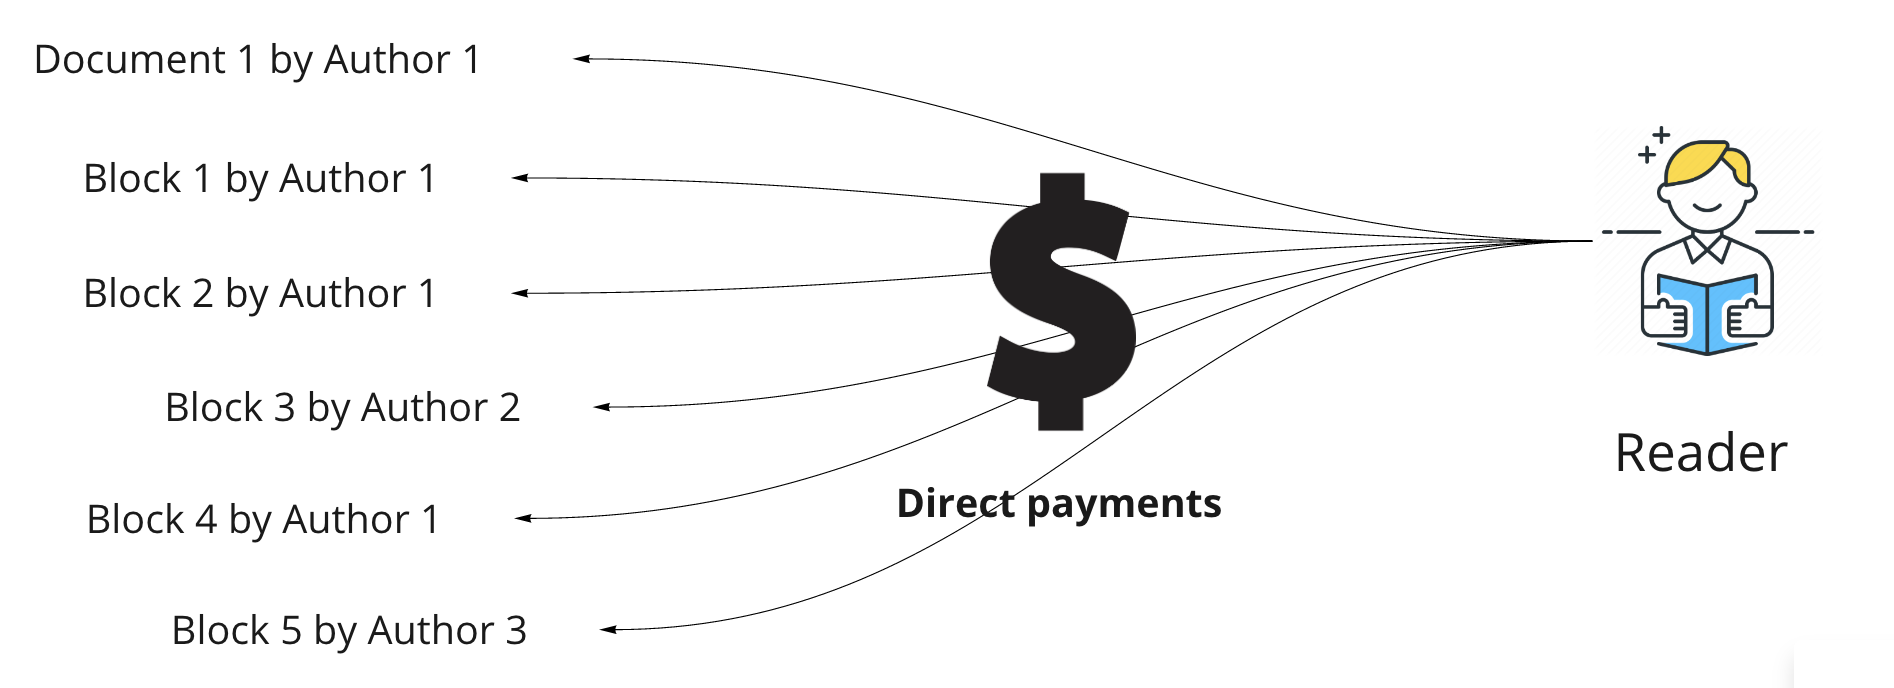 Document 1 by Author 1
Block 1 by Author 1
Block 2 by Author 1
Block 3 by Author 2
Block 4 by Author 1
Block 5 by Author 3
$
Direct payments
Reader